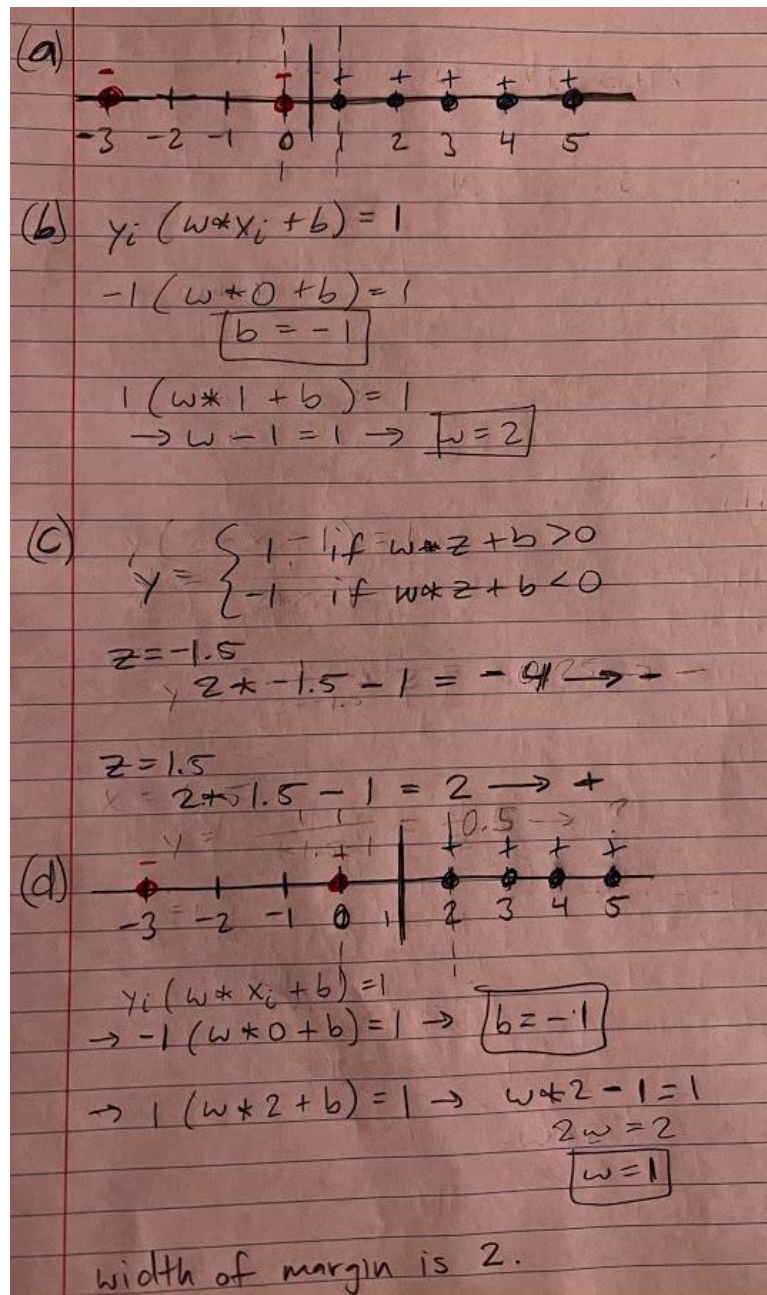 (a)
- - + + + + +
-3 -2 -1 0 1 2 3 4 5
(b) yi (w*xi + b) = 1
-1 (w*0 + b) = 1
b = -1
1 (w*1 + b) = 1
→ w - 1 = 1 → w = 2
(c) y = { 1 if w*z + b > 0
-1 if w*z + b < 0
z = -1.5
2* -1.5 - 1 = -4 → -
z = 1.5
2* 1.5 - 1 = 2 → +
0.5 → ?
(d)
- + + + + +
-3 -2 -1 0 1 2 3 4 5
yi (w* xi + b) = 1
→ -1 (w*0 + b) = 1 → b = -1
→ 1 (w*2 + b) = 1 → w*2 - 1 = 1
2w = 2
w = 1
width of margin is 2.